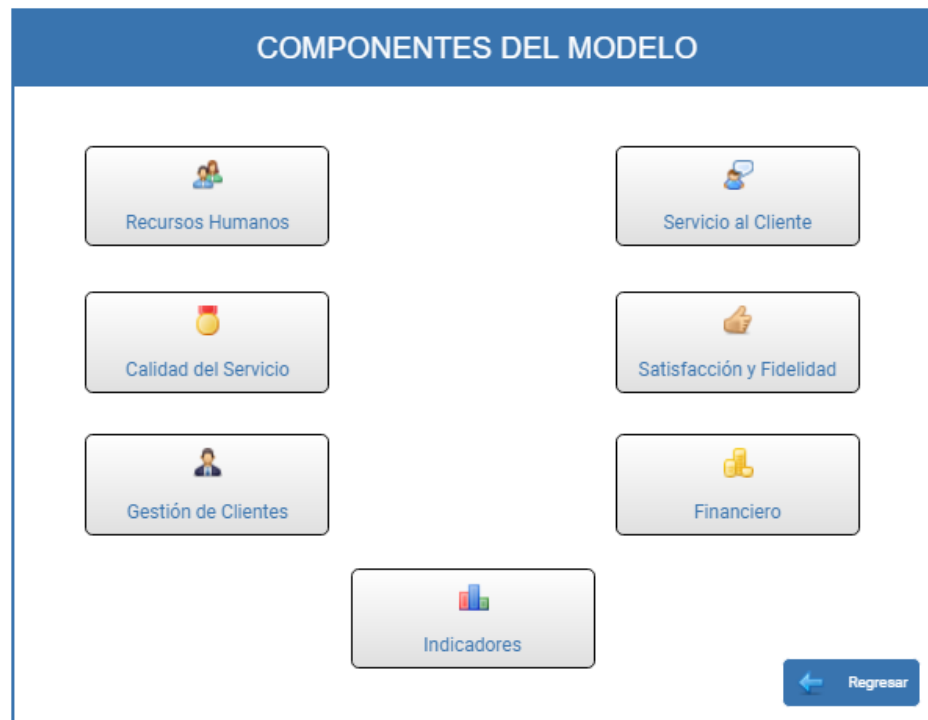 COMPONENTES DEL MODELO
Recursos Humanos
Servicio al Cliente
Calidad del Servicio
Satisfacción y Fidelidad
Gestión de Clientes
Financiero
Indicadores
Regresar